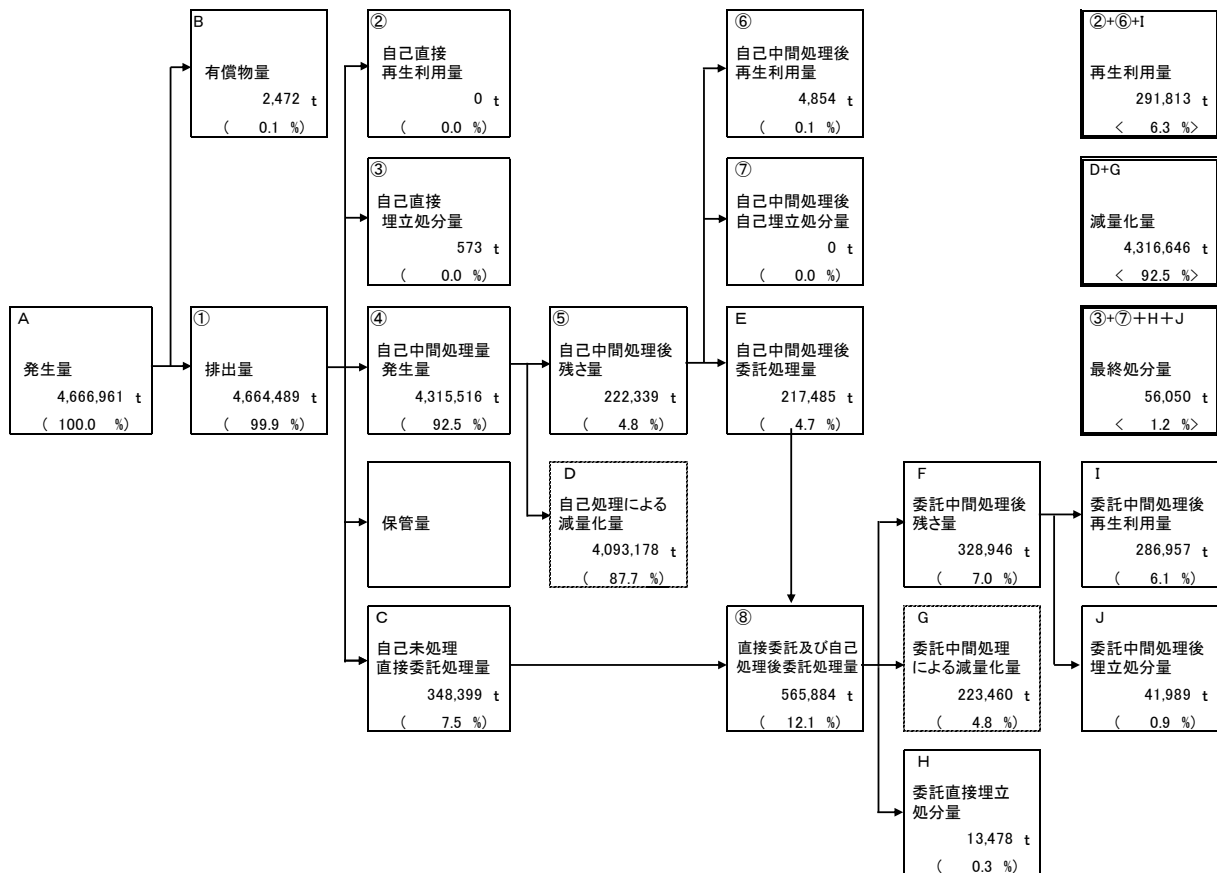 B
有償物量
2,472 t
( 0.1 %)
②
自己直接
再生利用量
0 t
( 0.0 %)
⑥
自己中間処理後
再生利用量
4,854 t
( 0.1 %)
②+⑥+I
再生利用量
291,813 t
< 6.3 %>
③
自己直接
埋立処分量
573 t
( 0.0 %)
⑦
自己中間処理後
自己埋立処分量
0 t
( 0.0 %)
D+G
減量化量
4,316,646 t
< 92.5 %>
A
発生量
4,666,961 t
( 100.0 %)
①
排出量
4,664,489 t
( 99.9 %)
④
自己中間処理量
発生量
4,315,516 t
( 92.5 %)
⑤
自己中間処理後
残さ量
222,339 t
( 4.8 %)
E
自己中間処理後
委託処理量
217,485 t
( 4.7 %)
③+⑦+H+J
最終処分量
56,050 t
< 1.2 %>
保管量
D
自己処理による
減量化量
4,093,178 t
( 87.7 %)
F
委託中間処理後
残さ量
328,946 t
( 7.0 %)
I
委託中間処理後
再生利用量
286,957 t
( 6.1 %)
C
自己未処理
直接委託処理量
348,399 t
( 7.5 %)
⑧
直接委託及び自己
処理後委託処理量
565,884 t
( 12.1 %)
G
委託中間処理
による減量化量
223,460 t
( 4.8 %)
J
委託中間処理後
埋立処分量
41,989 t
( 0.9 %)
H
委託直接埋立
処分量
13,478 t
( 0.3 %)